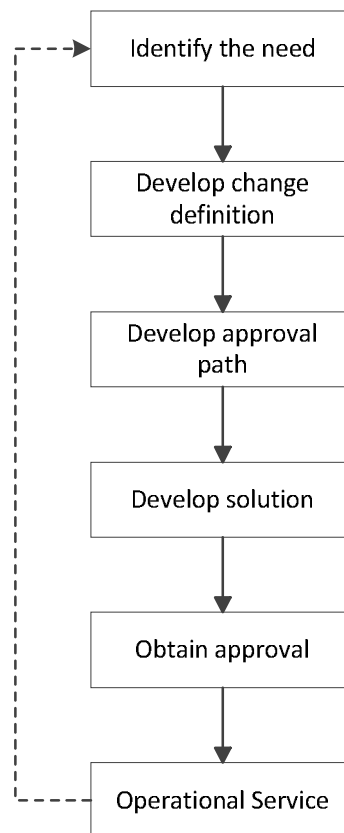 Identify the need
Develop change
definition
Develop approval
path
Develop solution
Obtain approval
Operational Service